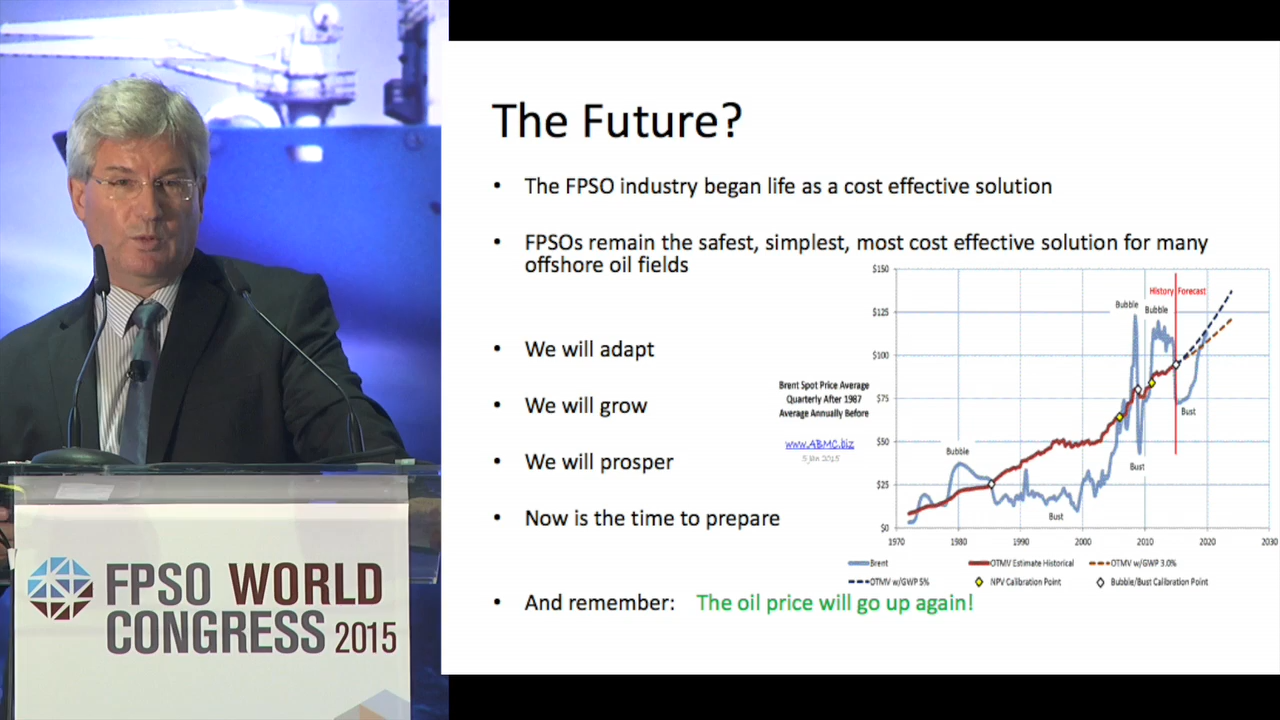 The Future?
• The FPSO industry began life as a cost effective solution
• FPSOs remain the safest, simplest, most cost effective solution for many
offshore oil fields
• We will adapt
• We will grow
• We will prosper
• Now is the time to prepare
• And remember: The oil price will go up again!
Brent Spot Price Average
Quarterly After 1987
Average Annually Before
www.ABMC.biz
5 Jan 2015
$150
$125
$100
$75
$50
$25
$0
1970 1980 1990 2000 2010 2020 2030
History Forecast
Bubble
Bubble
Bubble
Bust
Bust
Bust
Brent OTMV Estimate Historical OTMV w/GWP 3.0%
OTMV w/GWP 5% NPV Calibration Point Bubble/Bust Calibration Point
FPSO WORLD
CONGRESS 2015